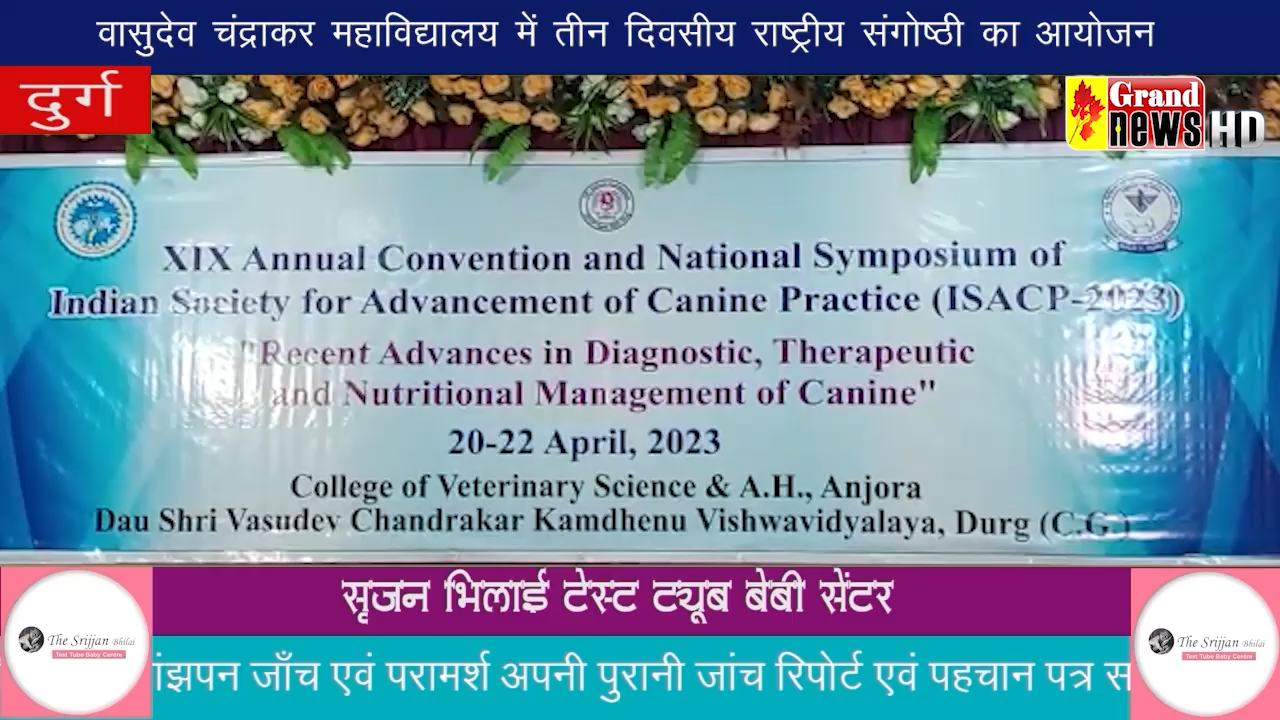 वासुदेव चंद्राकर महाविद्यालय में तीन दिवसीय राष्ट्रीय संगोष्ठी का आयोजन
दुर्ग
Grand
news HD
XIX Annual Convention and National Symposium of
Indian Society for Advancement of Canine Practice (ISACP-2023)
"Recent Advances in Diagnostic, Therapeutic
and Nutritional Management of Canine"
20-22 April, 2023
College of Veterinary Science & A.H., Anjora
Dau Shri Vasudev Chandrakar Kamdhenu Vishwavidyalaya, Durg (C.G.)
सृजन भिलाई टेस्ट ट्यूब बेबी सेंटर
The Srijjan Bhilai
Test Tube Baby Centre
The Srijjan Bhilai
Test Tube Baby Centre
ांझपन जाँच एवं परामर्श अपनी पुरानी जांच रिपोर्ट एवं पहचान पत्र स